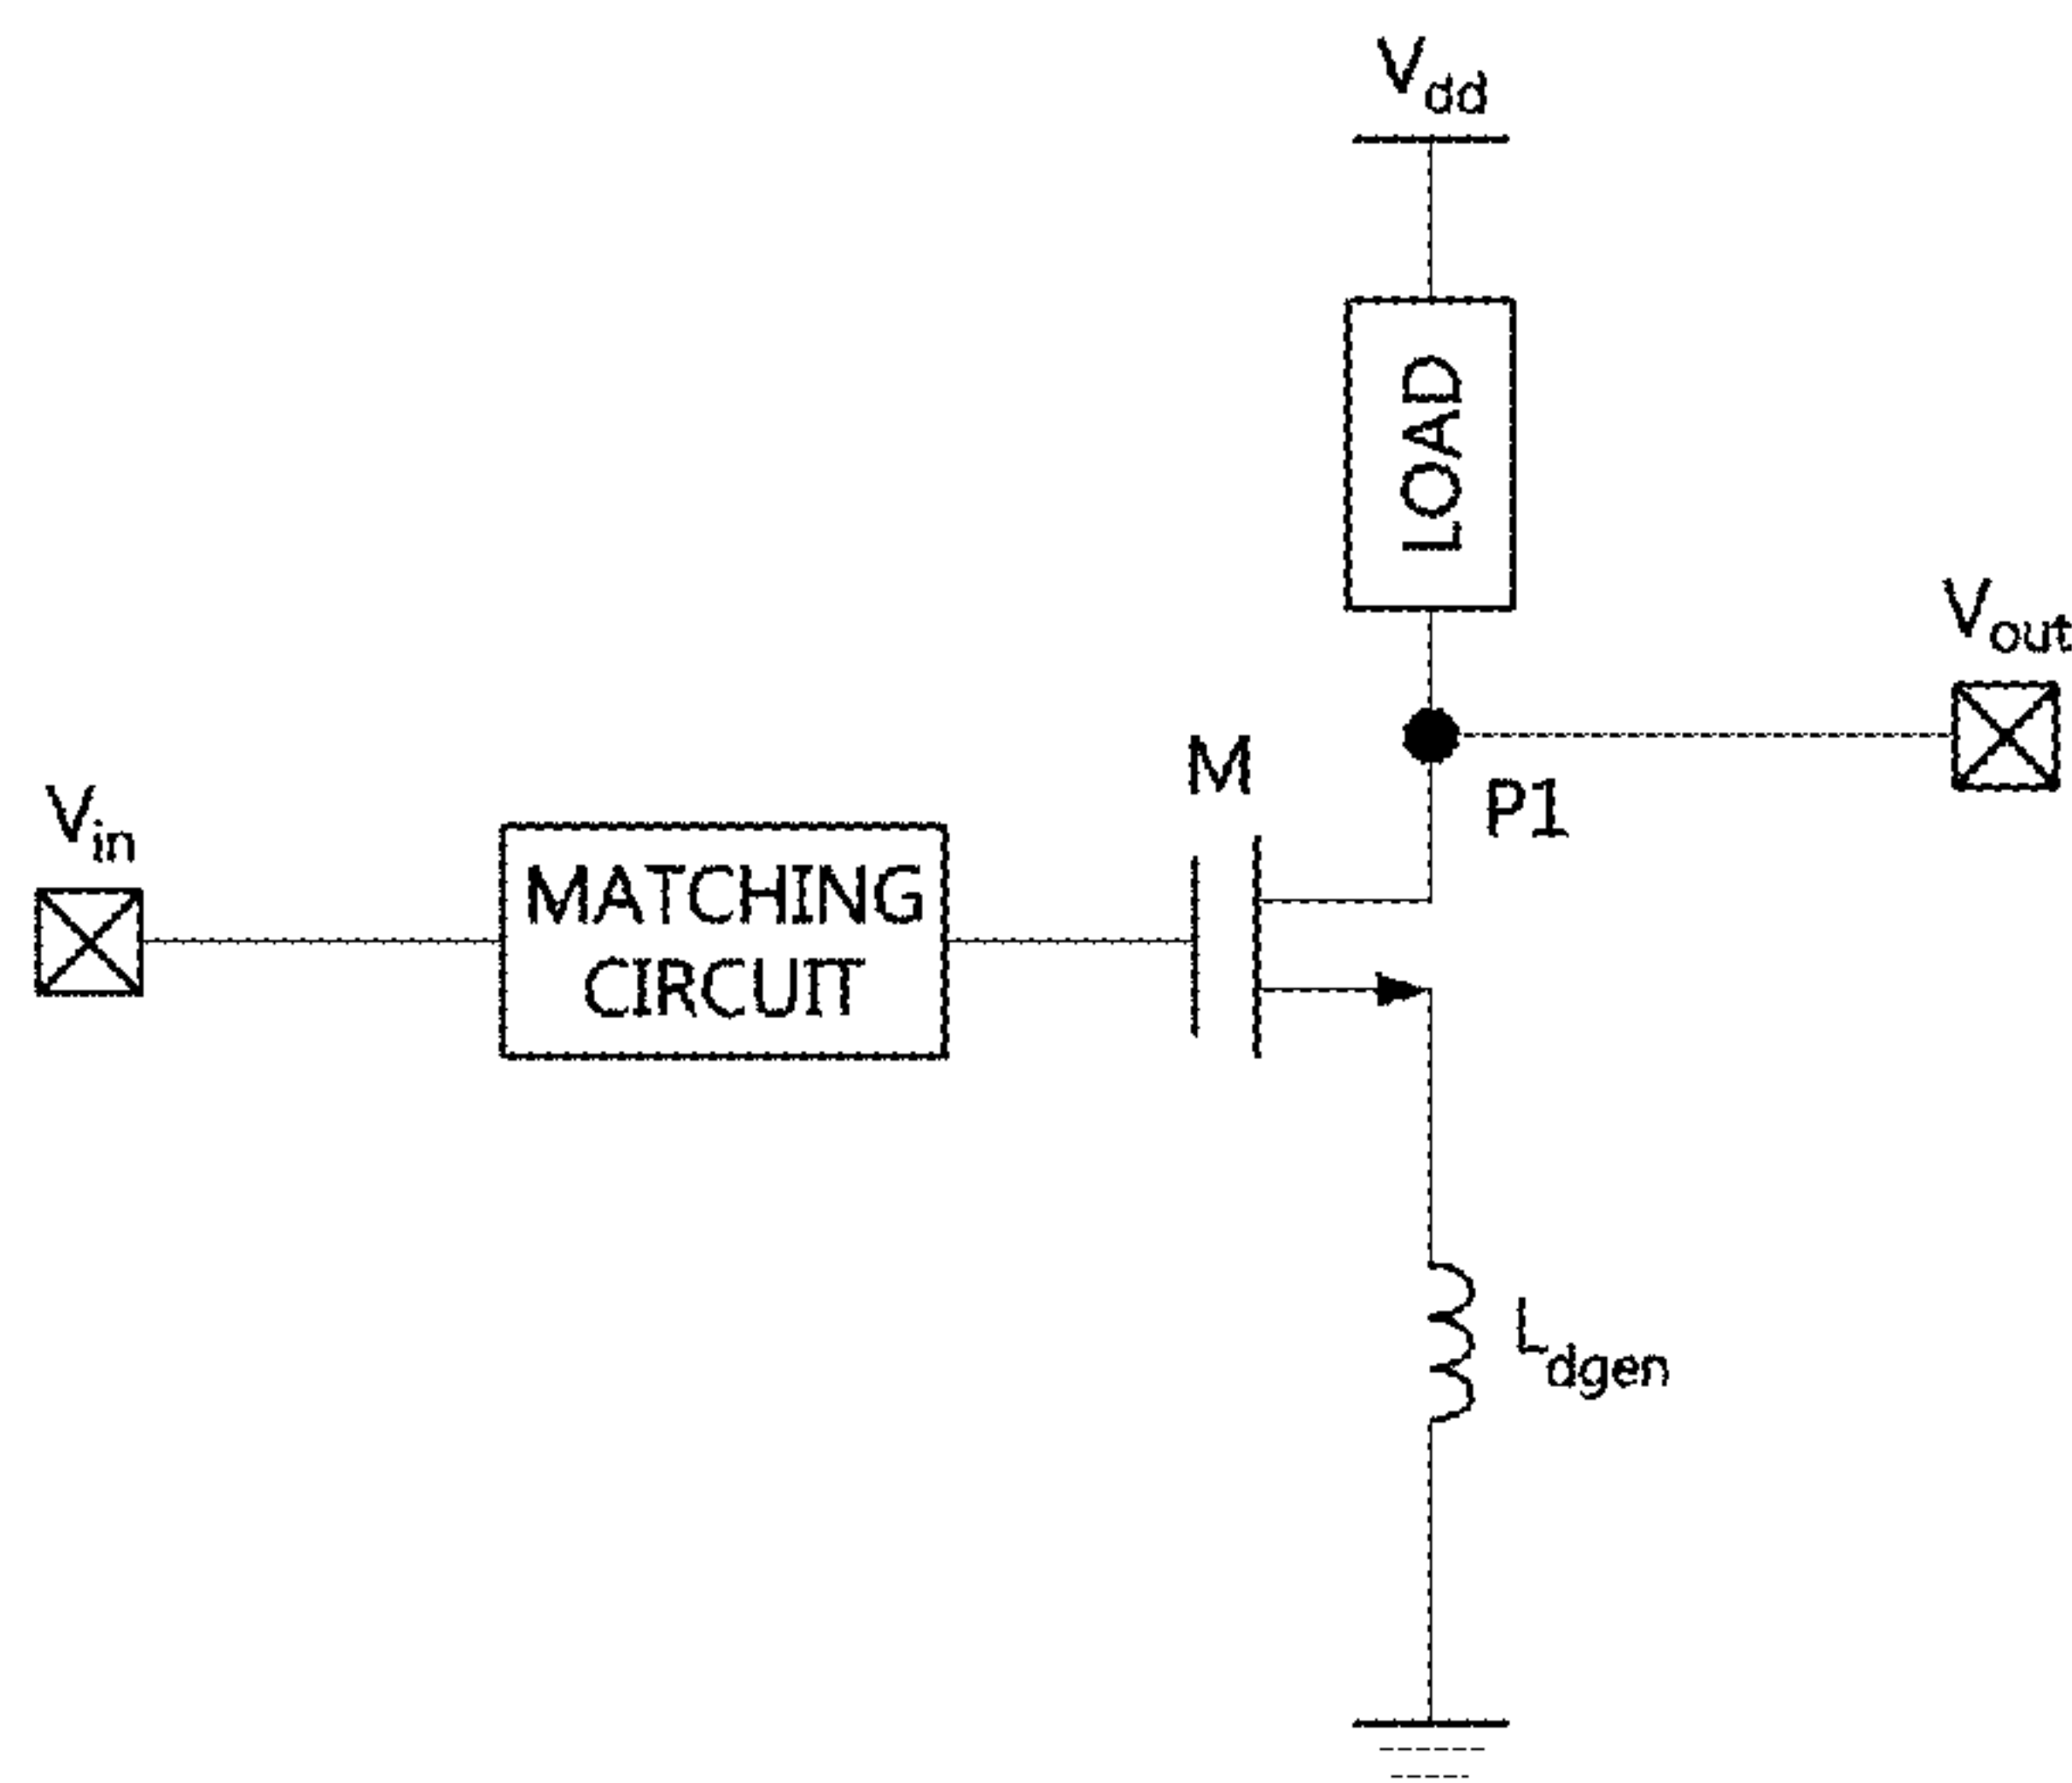 Vdd
LOAD
Vout
M
P1
Vin
MATCHING
CIRCUIT
Ldgen